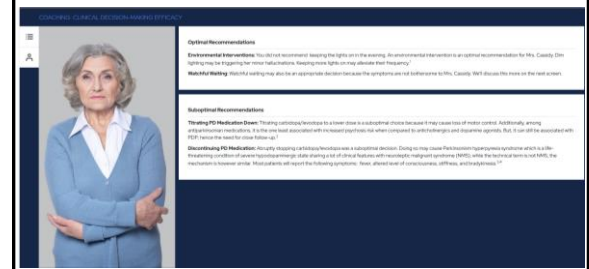 COACHING: CLINICAL DECISION-MAKING EFFICACY
Optimal Recommendations
Environmental Interventions: You did not recommend: keeping the lights on in the evening. An environmental intervention is an optimal recommendation for Mrs. Cassidy. Dim
lighting may be triggering her minor hallucinations. Keeping more lights on may alleviate their frequency.
Watchful Waiting: Watchful waiting may also be an appropriate decision because the symptoms are not bothersome to Mrs. Cassidy. We'll discuss this more on the next screen.
Suboptimal Recommendations
Titrating PD Medication Down: Titrating carbidopa/levodopa to a lower dose is a suboptimal choice because it may cause loss of motor control. Additionally, among
antiparkinsonian medications, it is the one least associated with increased psychosis risk when compared to anticholinergics and dopamine agonists. But, it can still be associated with
PDP, hence the need for close follow-up.
Discontinuing PD Medication: Abruptly stopping carbidopa/levodopa was a suboptimal decision. Doing so may cause Parkinsonism hyperpyrexia syndrome which is a life-
threatening condition of severe hypodopaminergic state sharing a lot of clinical features with neuroleptic malignant syndrome (NMS); while the technical term is not NMS, the
mechanism is however similar. Most patients will report the following symptoms: fever, altered level of consciousness, stiffness, and bradykinesia.